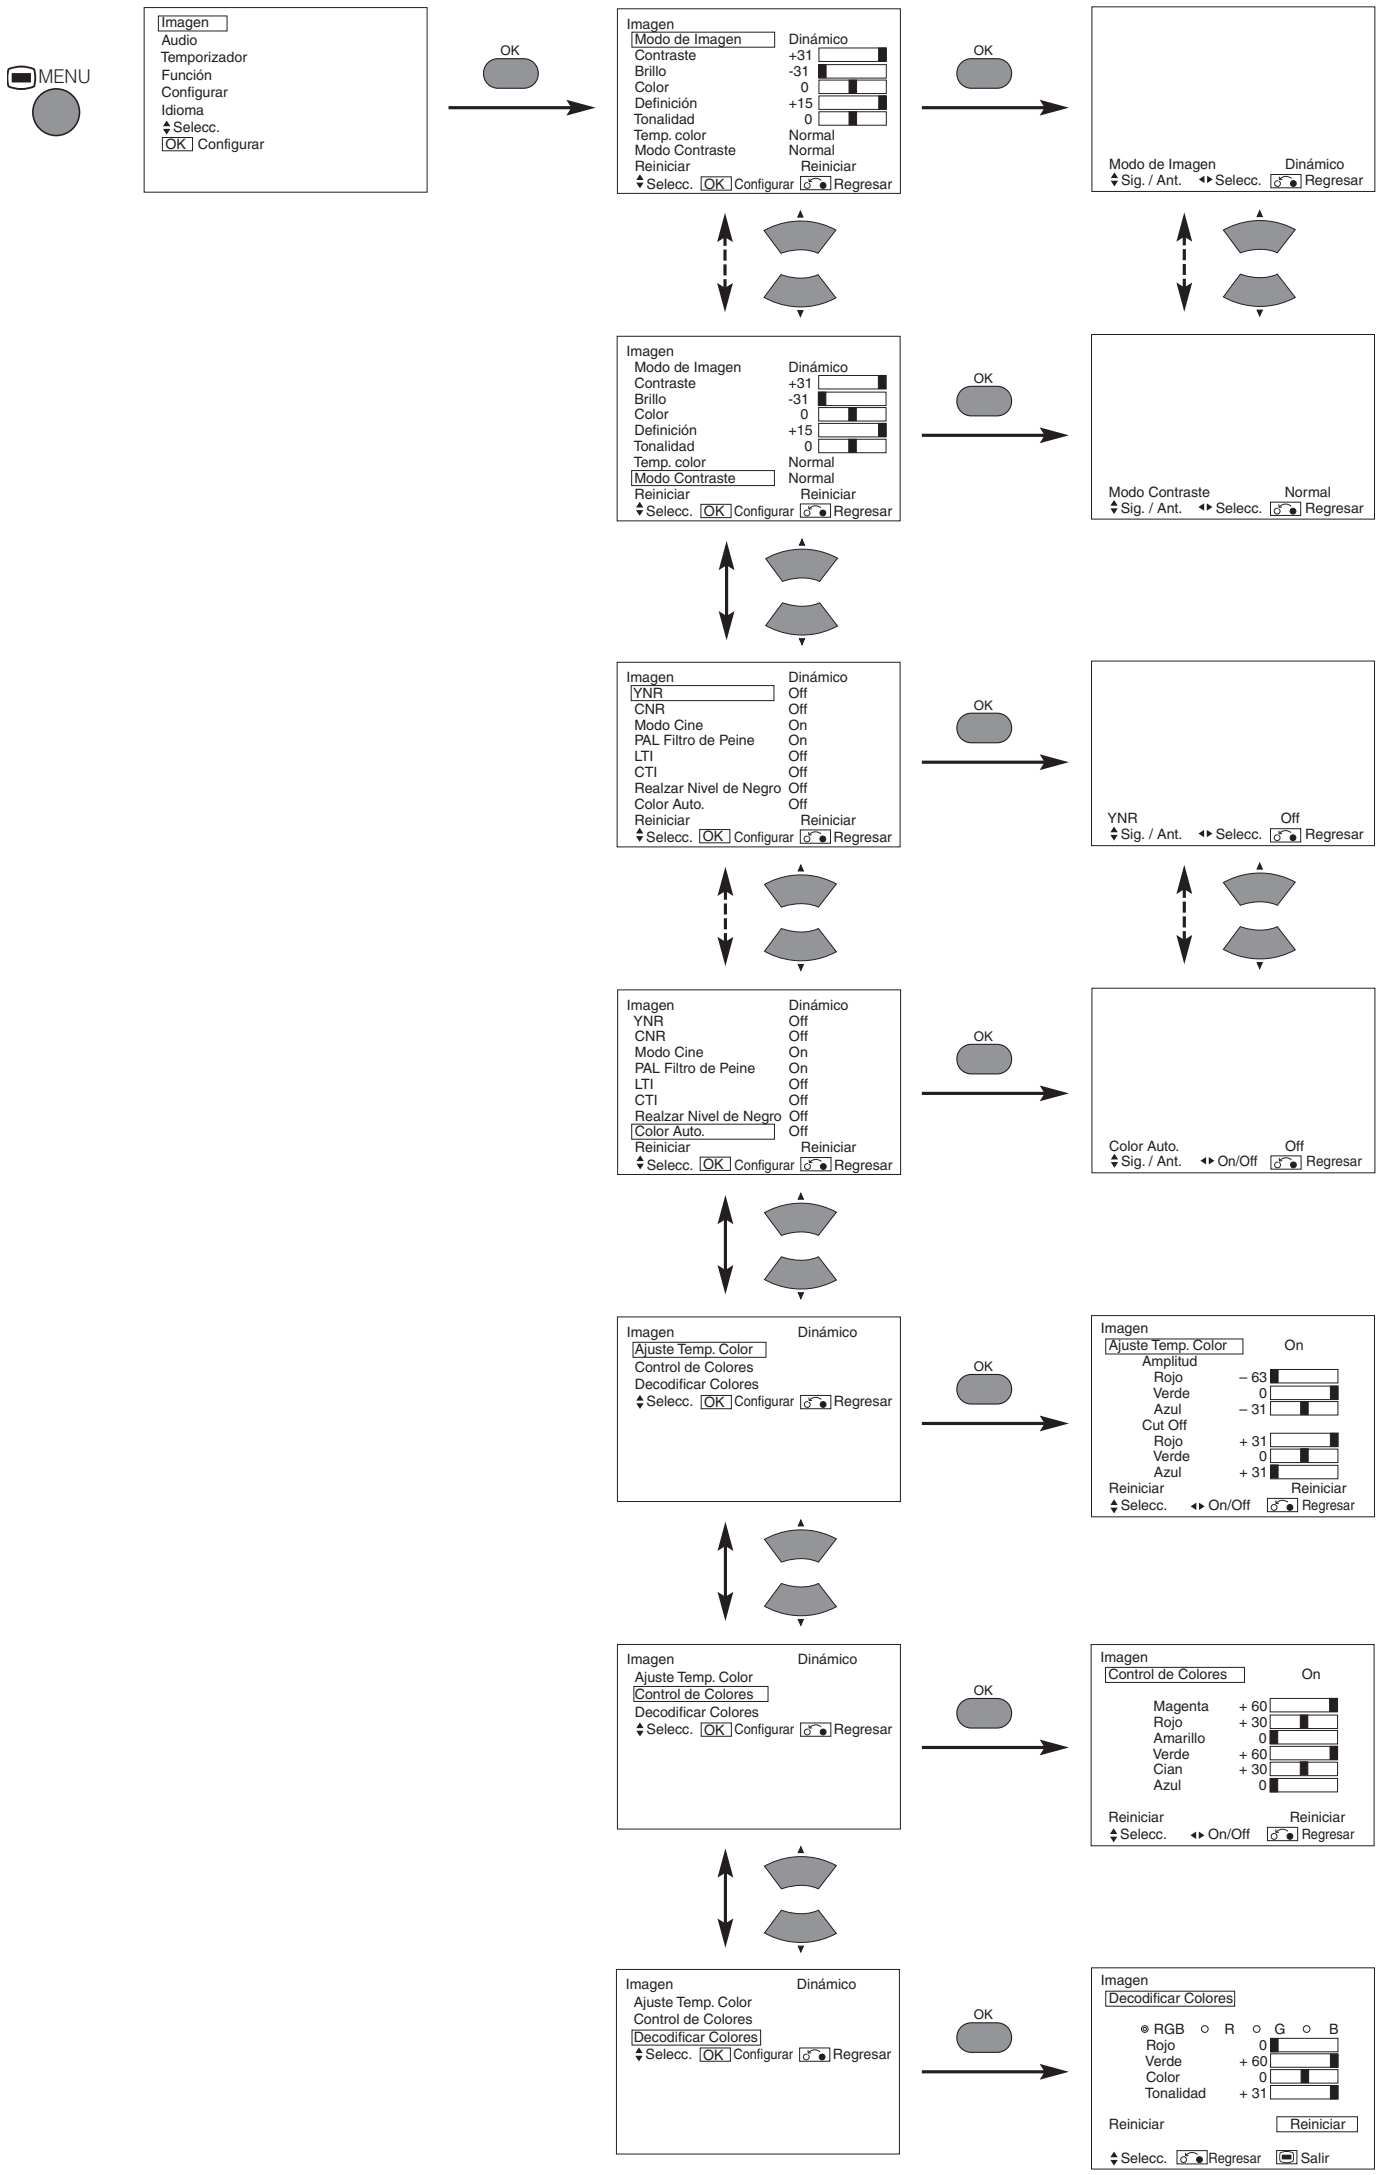 MENU
Imagen
Audio
Temporizador
Función
Configurar
Idioma
Selecc.
OK Configurar
OK
Imagen
Modo de Imagen Dinámico
Contraste +31
Brillo -31
Color 0
Definición +15
Tonalidad 0
Temp. color Normal
Modo Contraste Normal
Reiniciar Reiniciar
Selecc. OK Configurar Regresar
OK
Modo de Imagen Dinámico
Sig. / Ant. Selecc. Regresar
Imagen
Modo de Imagen Dinámico
Contraste +31
Brillo -31
Color 0
Definición +15
Tonalidad 0
Temp. color Normal
Modo Contraste Normal
Reiniciar Reiniciar
Selecc. OK Configurar Regresar
OK
Modo Contraste Normal
Sig. / Ant. Selecc. Regresar
Imagen Dinámico
YNR Off
CNR Off
Modo Cine On
PAL Filtro de Peine On
LTI Off
CTI Off
Realzar Nivel de Negro Off
Color Auto. Off
Reiniciar Reiniciar
Selecc. OK Configurar Regresar
OK
YNR Off
Sig. / Ant. Selecc. Regresar
Imagen Dinámico
YNR Off
CNR Off
Modo Cine On
PAL Filtro de Peine On
LTI Off
CTI Off
Realzar Nivel de Negro Off
Color Auto. Off
Reiniciar Reiniciar
Selecc. OK Configurar Regresar
OK
Color Auto. Off
Sig. / Ant. On/Off Regresar
Imagen Dinámico
Ajuste Temp. Color
Control de Colores
Decodificar Colores
Selecc. OK Configurar Regresar
OK
Imagen
Ajuste Temp. Color On
Amplitud
Rojo – 63
Verde 0
Azul – 31
Cut Off
Rojo + 31
Verde 0
Azul + 31
Reiniciar Reiniciar
Selecc. On/Off Regresar
Imagen Dinámico
Ajuste Temp. Color
Control de Colores
Decodificar Colores
Selecc. OK Configurar Regresar
OK
Imagen
Control de Colores On
Magenta + 60
Rojo + 30
Amarillo 0
Verde + 60
Cian + 30
Azul 0
Reiniciar Reiniciar
Selecc. On/Off Regresar
Imagen Dinámico
Ajuste Temp. Color
Control de Colores
Decodificar Colores
Selecc. OK Configurar Regresar
OK
Imagen
Decodificar Colores
RGB R G B
Rojo 0
Verde + 60
Color 0
Tonalidad + 31
Reiniciar Reiniciar
Selecc. Regresar Salir